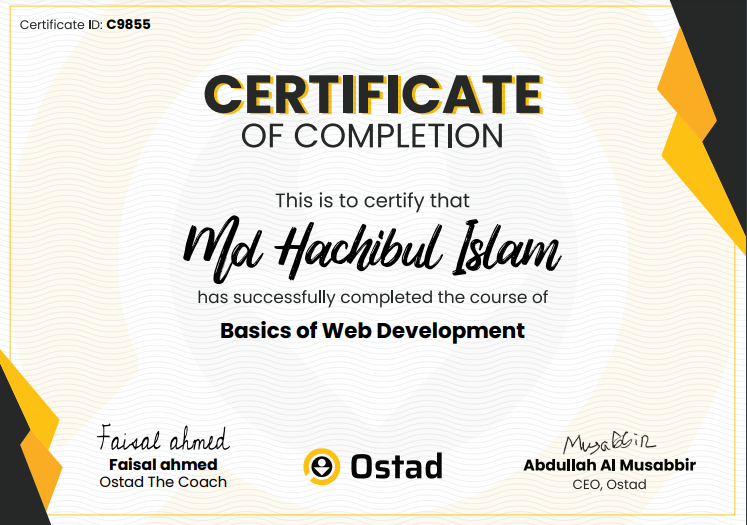 Certificate ID: C9855
CERTIFICATE
OF COMPLETION
This is to certify that
Md Hachibul Islam
has successfully completed the course of
Basics of Web Development
Faisal ahmed
Faisal ahmed
Ostad The Coach
Ostad
Musabbir
Abdullah Al Musabbir
CEO, Ostad